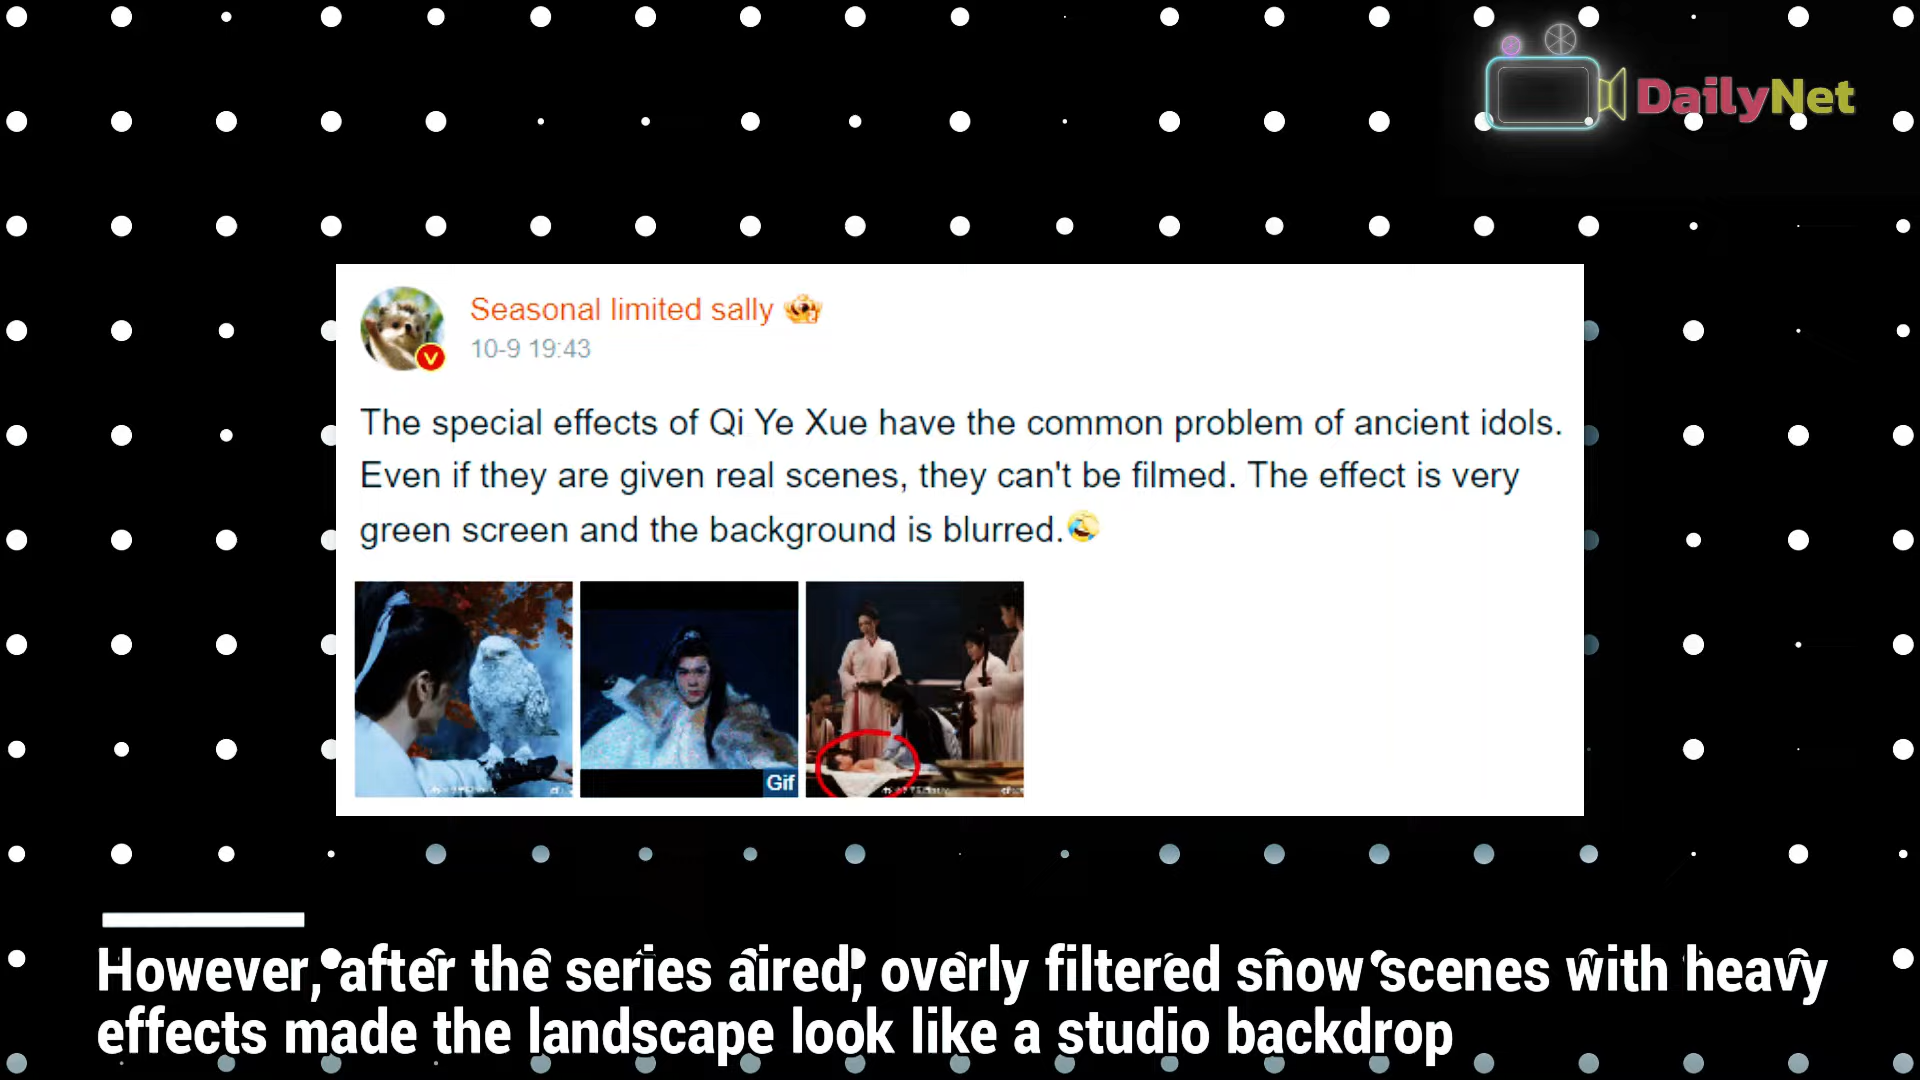 DailyNet
Seasonal limited sally
10-9 19:43
The special effects of Qi Ye Xue have the common problem of ancient idols.
Even if they are given real scenes, they can't be filmed. The effect is very
green screen and the background is blurred.🤣
Gif
However, after the series aired, overly filtered snow scenes with heavy
effects made the landscape look like a studio backdrop